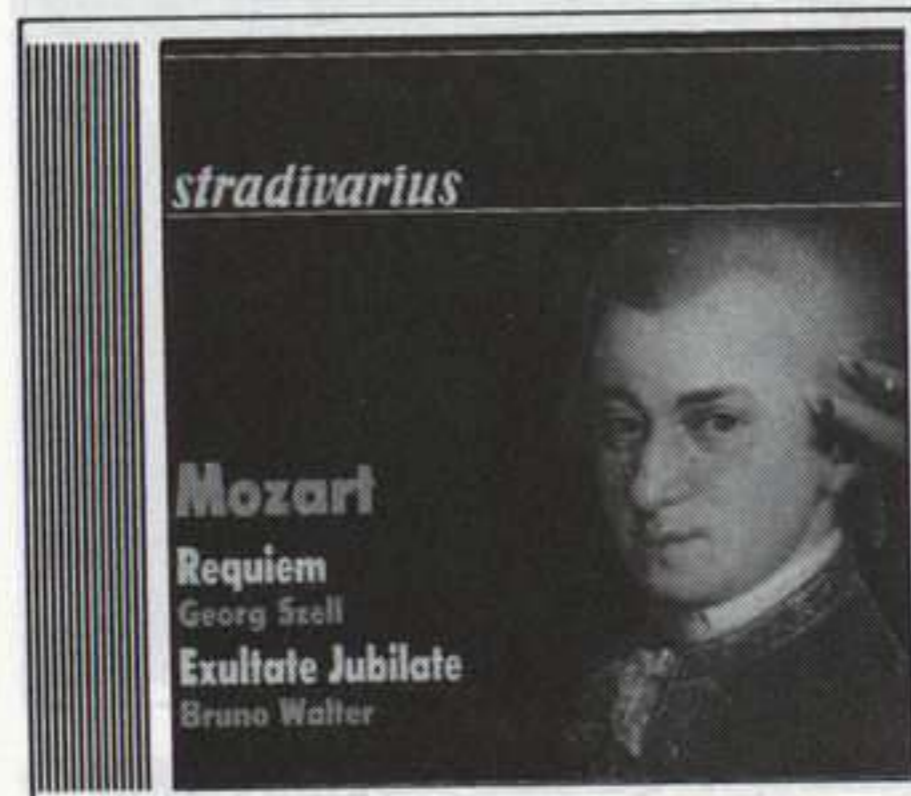 stradivarius
Mozart
Requiem
Georg Szell
Exultate Jubilate
Bruno Walter